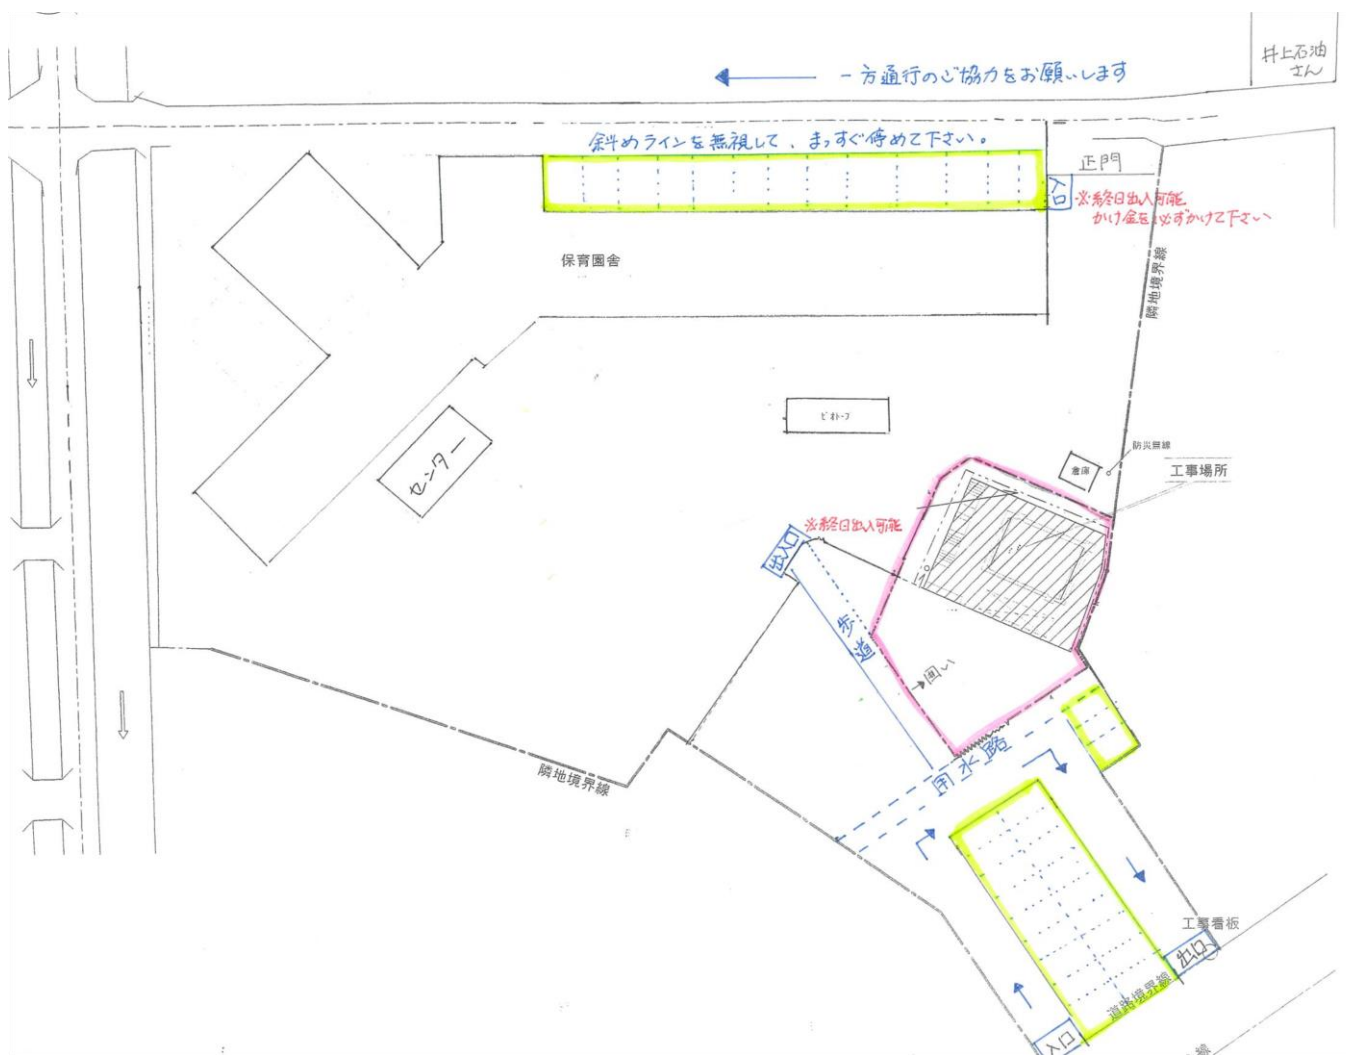 井上石油
さん
一方通行のご協力をお願いします
斜めラインを無視して、まっすぐ停めて下さい。
正門
入口
※終日出入可能
かけ金を必ずかけて下さい
保育園舎
隣地境界線
ビオトープ
倉庫
防災無線
工事場所
センター
※終日出入可能
出入口
歩道
囲い
用水路
隣地境界線
工事看板
出口
道路境界線
入口
線